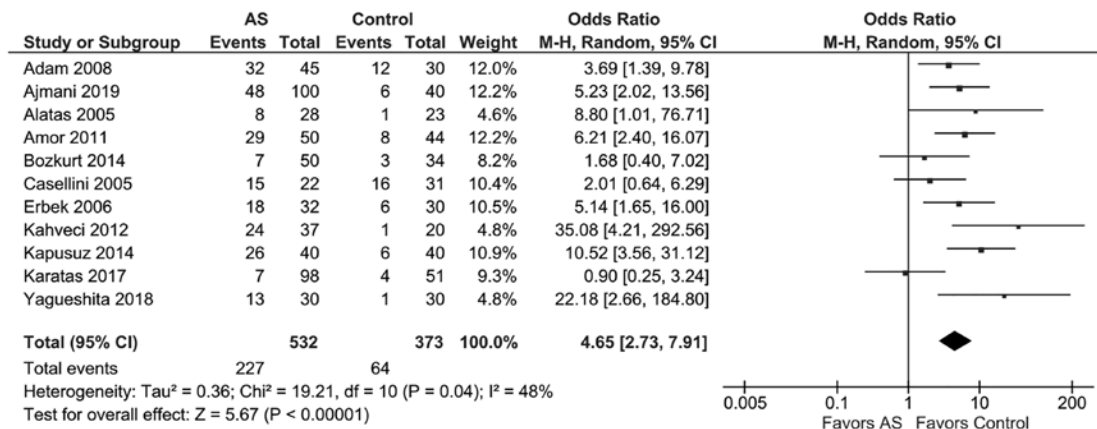 AS Control Odds Ratio Odds Ratio
Study or Subgroup Events Total Events Total Weight M-H, Random, 95% CI M-H, Random, 95% CI
Adam 2008 32 45 12 30 12.0% 3.69 [1.39, 9.78]
Ajmani 2019 48 100 6 40 12.2% 5.23 [2.02, 13.56]
Alatas 2005 8 28 1 23 4.6% 8.80 [1.01, 76.71]
Amor 2011 29 50 8 44 12.2% 6.21 [2.40, 16.07]
Bozkurt 2014 7 50 3 34 8.2% 1.68 [0.40, 7.02]
Casellini 2005 15 22 16 31 10.4% 2.01 [0.64, 6.29]
Erbek 2006 18 32 6 30 10.5% 5.14 [1.65, 16.00]
Kahveci 2012 24 37 1 20 4.8% 35.08 [4.21, 292.56]
Kapusuz 2014 26 40 6 40 10.9% 10.52 [3.56, 31.12]
Karatas 2017 7 98 4 51 9.3% 0.90 [0.25, 3.24]
Yagueshita 2018 13 30 1 30 4.8% 22.18 [2.66, 184.80]
Total (95% CI) 532 373 100.0% 4.65 [2.73, 7.91]
Total events 227 64
Heterogeneity: Tau² = 0.36; Chi² = 19.21, df = 10 (P = 0.04); I² = 48%
Test for overall effect: Z = 5.67 (P < 0.00001)
0.005 0.1 1 10 200
Favors AS Favors Control